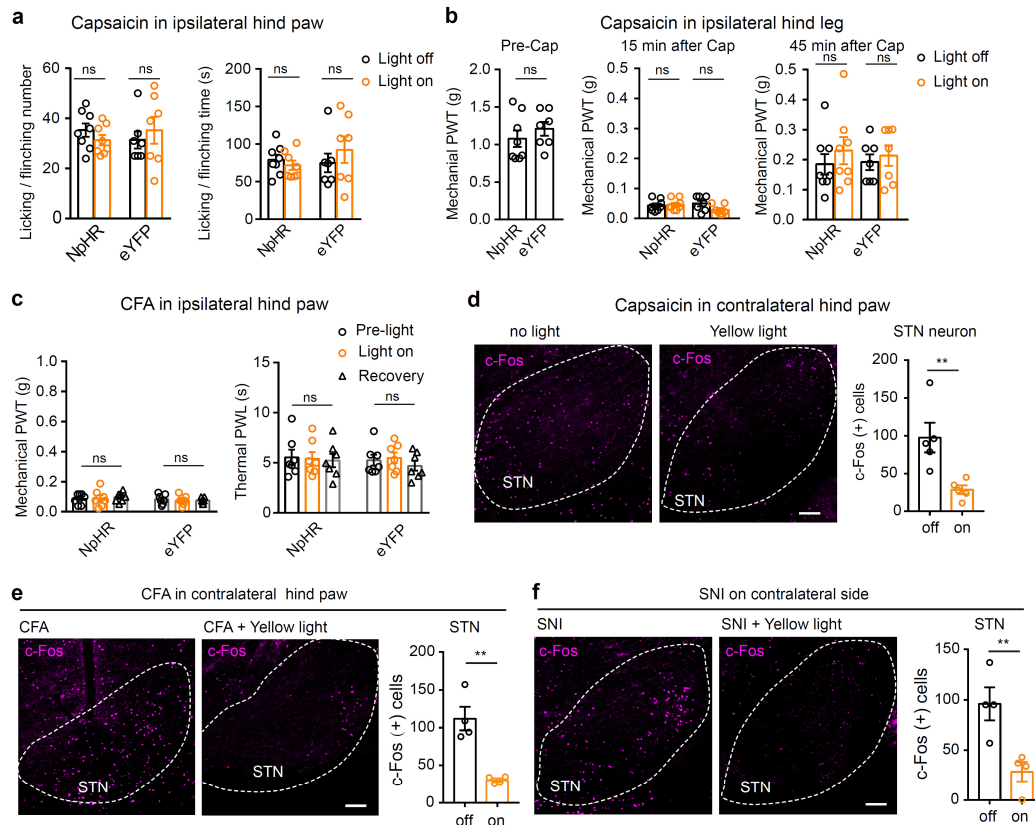 a
Capsaicin in ipsilateral hind paw
Licking / flinching number
60
40
20
0
ns
ns
NpHR
eYFP
Licking / flinching time (s)
200
150
100
50
0
ns
ns
NpHR
eYFP
Light off
Light on
b
Capsaicin in ipsilateral hind leg
Pre-Cap
Mechanial PWT (g)
2.0
1.5
1.0
0.5
0.0
ns
NpHR
eYFP
15 min after Cap
Mechanical PWT (g)
0.5
0.4
0.3
0.2
0.1
0.0
ns
ns
NpHR
eYFP
45 min after Cap
Mechanical PWT (g)
0.5
0.4
0.3
0.2
0.1
0.0
ns
ns
NpHR
eYFP
Light off
Light on
c
CFA in ipsilateral hind paw
Mechanical PWT (g)
1.0
0.8
0.6
0.4
0.2
0.0
ns
ns
NpHR
eYFP
Thermal PWL (s)
15
10
5
0
ns
ns
NpHR
eYFP
Pre-light
Light on
Recovery
d
Capsaicin in contralateral hind paw
no light
c-Fos
STN
Yellow light
c-Fos
STN
STN neuron
c-Fos (+) cells
200
150
100
50
0
**
off
on
e
CFA in contralateral hind paw
CFA
c-Fos
STN
CFA + Yellow light
c-Fos
STN
STN
c-Fos (+) cells
200
150
100
50
0
**
off
on
f
SNI on contralateral side
SNI
c-Fos
STN
SNI + Yellow light
c-Fos
STN
STN
c-Fos (+) cells
150
100
50
0
**
off
on